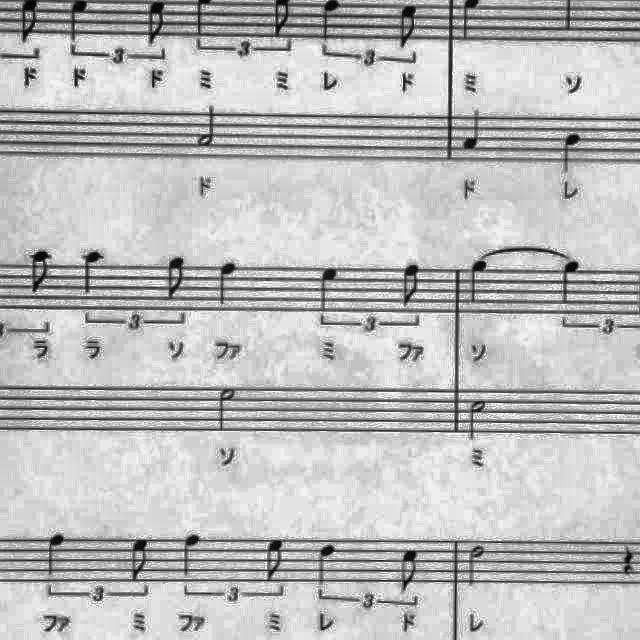 3 3 3
ド ド ド ミ ミ レ ド ミ ソ
ド ド レ
3 3 3
ラ ラ ソ ファ ミ ファ ソ
ソ ミ
3 3 3
ファ ミ ファ ミ レ ド レ